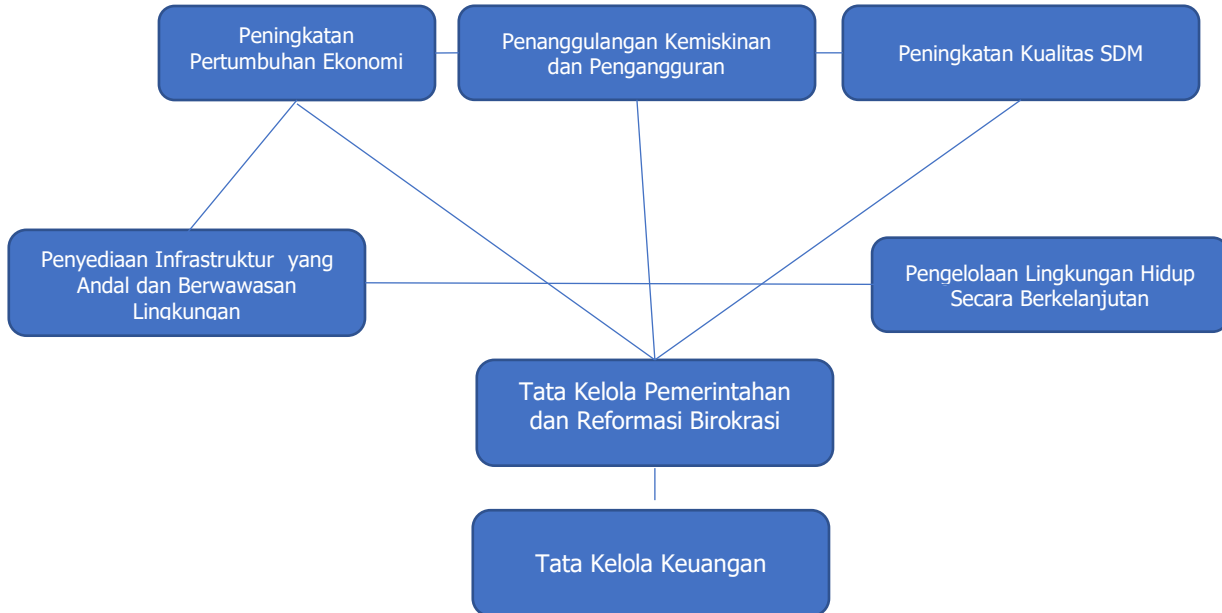 Peningkatan
Pertumbuhan Ekonomi
Penanggulangan Kemiskinan
dan Pengangguran
Peningkatan Kualitas SDM
Penyediaan Infrastruktur yang
Andal dan Berwawasan
Lingkungan
Pengelolaan Lingkungan Hidup
Secara Berkelanjutan
Tata Kelola Pemerintahan
dan Reformasi Birokrasi
Tata Kelola Keuangan